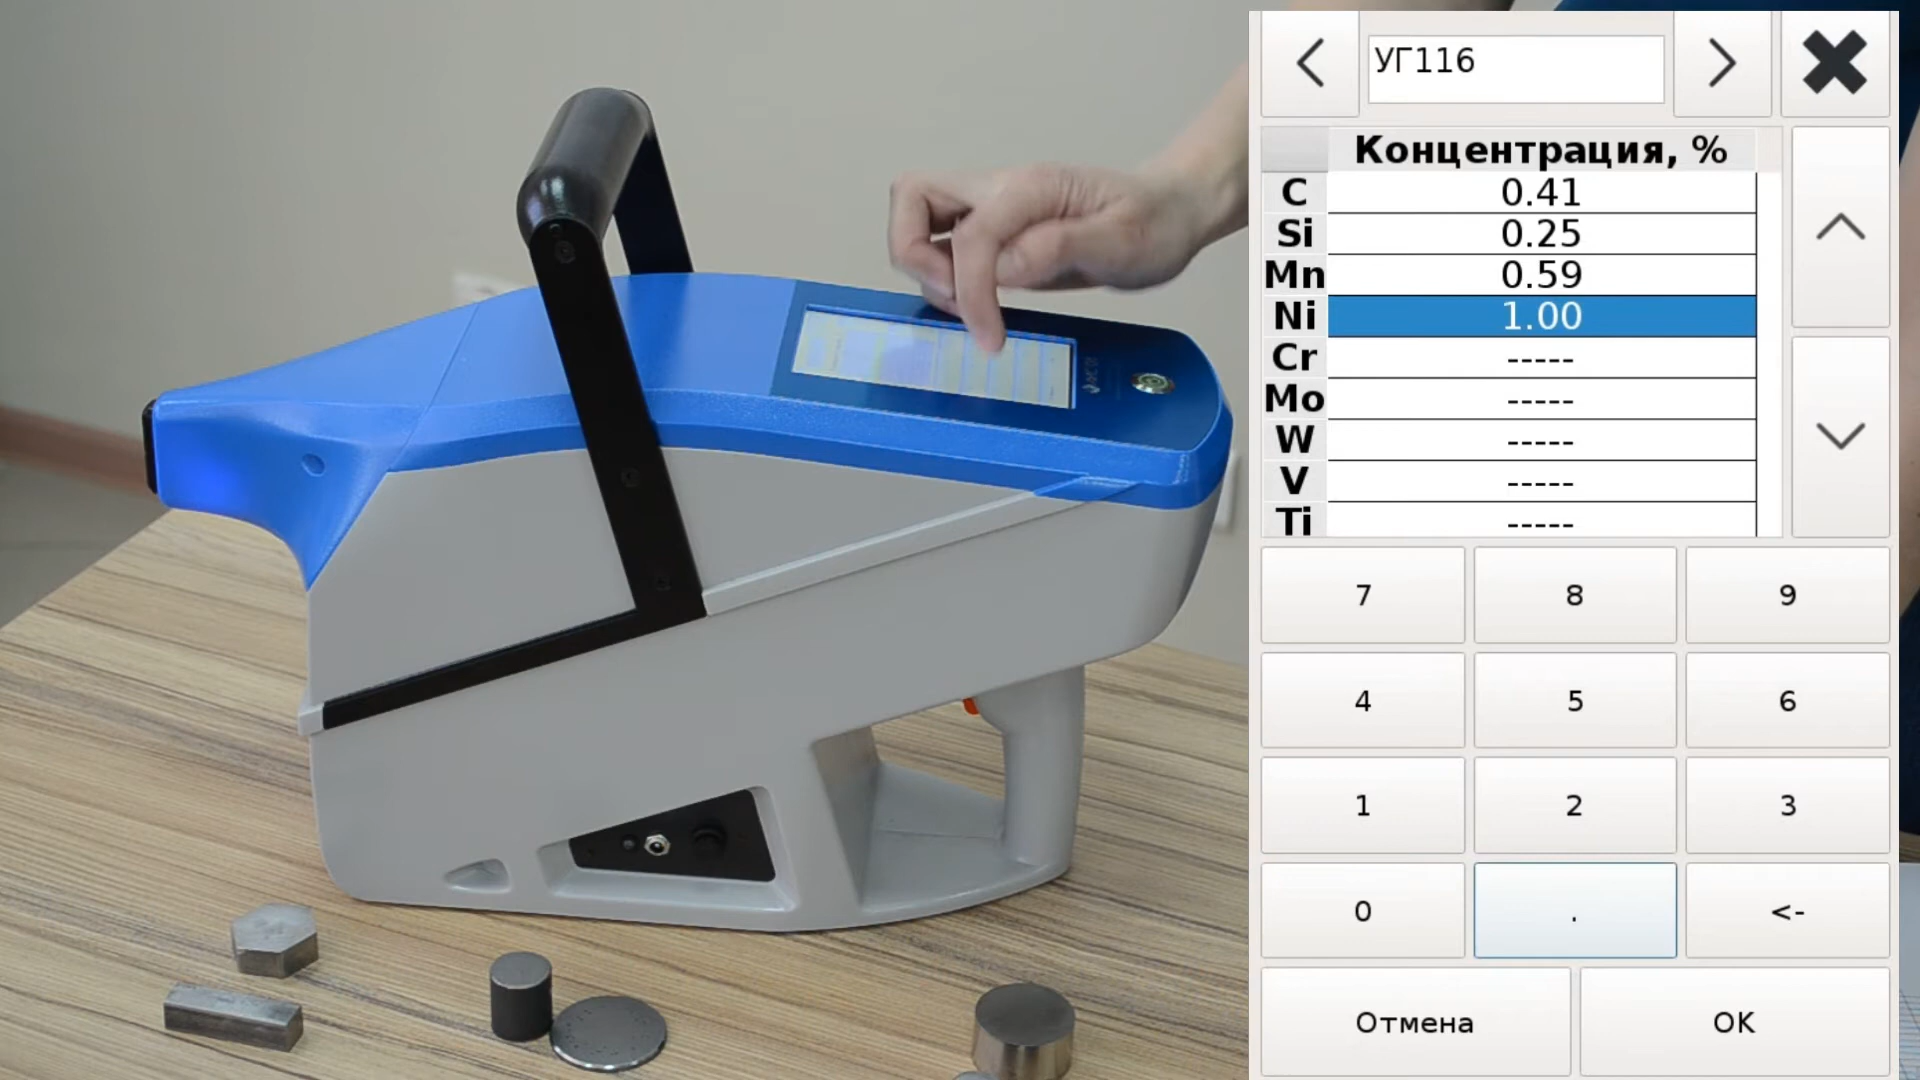 УГ116
Концентрация, %
C 0.41
Si 0.25
Mn 0.59
Ni 1.00
Cr -----
Mo -----
W -----
V -----
Ti -----
7 8 9
4 5 6
1 2 3
0 . <-
Отмена OK